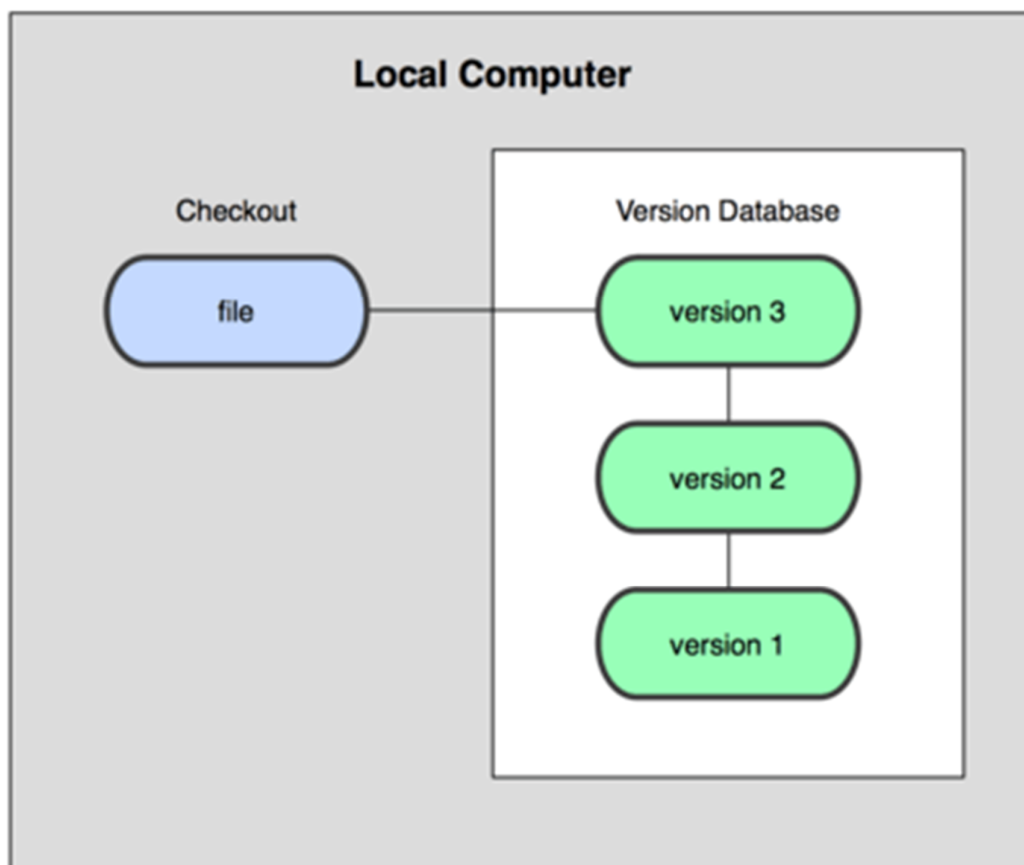 Local Computer
Checkout
Version Database
file
version 3
version 2
version 1